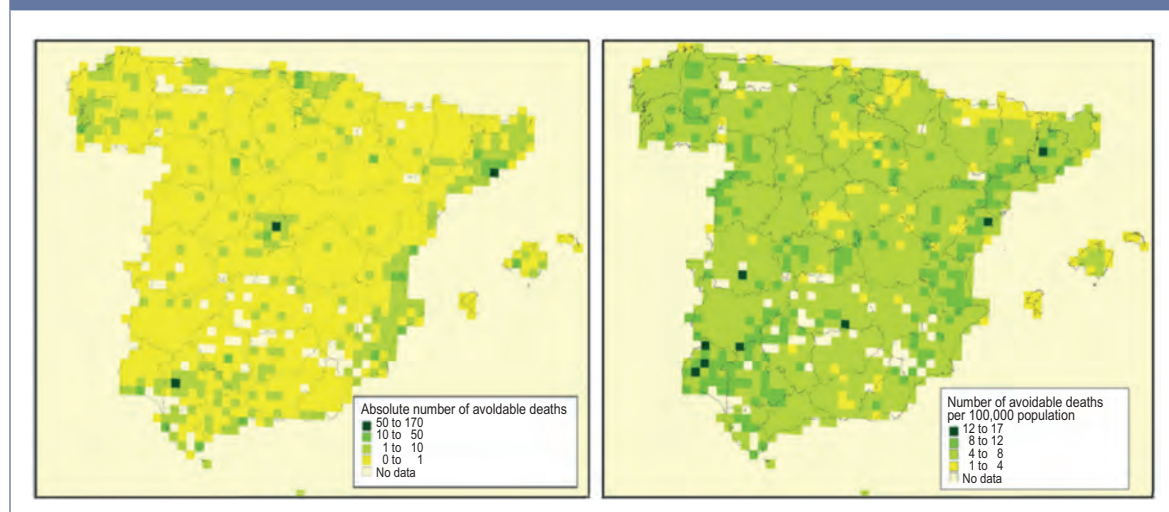 Absolute number of avoldable deaths
50 to 170
10 to 50
1 to 10
0 to 1
No data
Number of avoidable deaths
per 100,000 population
12 to 17
8 to 12
4 to 8
1 to 4
No data